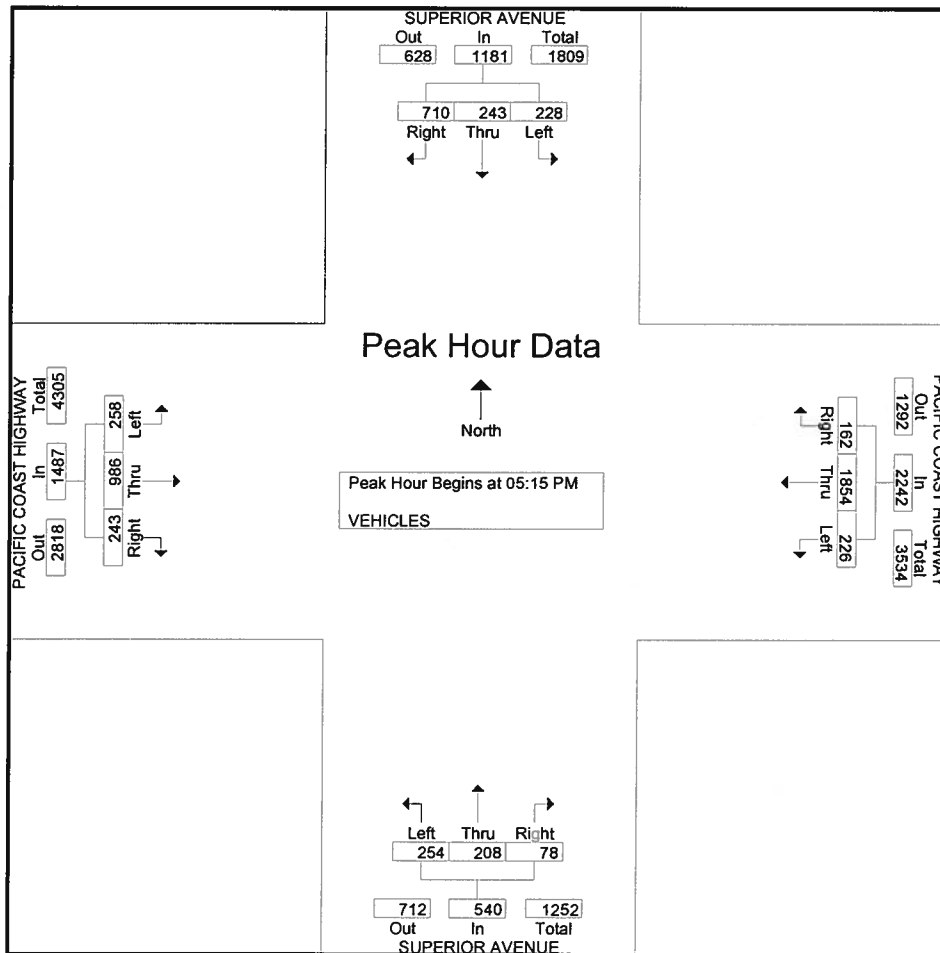 SUPERIOR AVENUE
Out In Total
628 1181 1809
710 243 228
Right Thru Left
Peak Hour Data
North
Peak Hour Begins at 05:15 PM
VEHICLES
PACIFIC COAST HIGHWAY
Out In Total
2818 1487 4305
243 986 258
Right Thru Left
PACIFIC COAST HIGHWAY
Out In Total
1292 2242 3534
162 1854 226
Right Thru Left
Left Thru Right
254 208 78
712 540 1252
Out In Total
SUPERIOR AVENUE